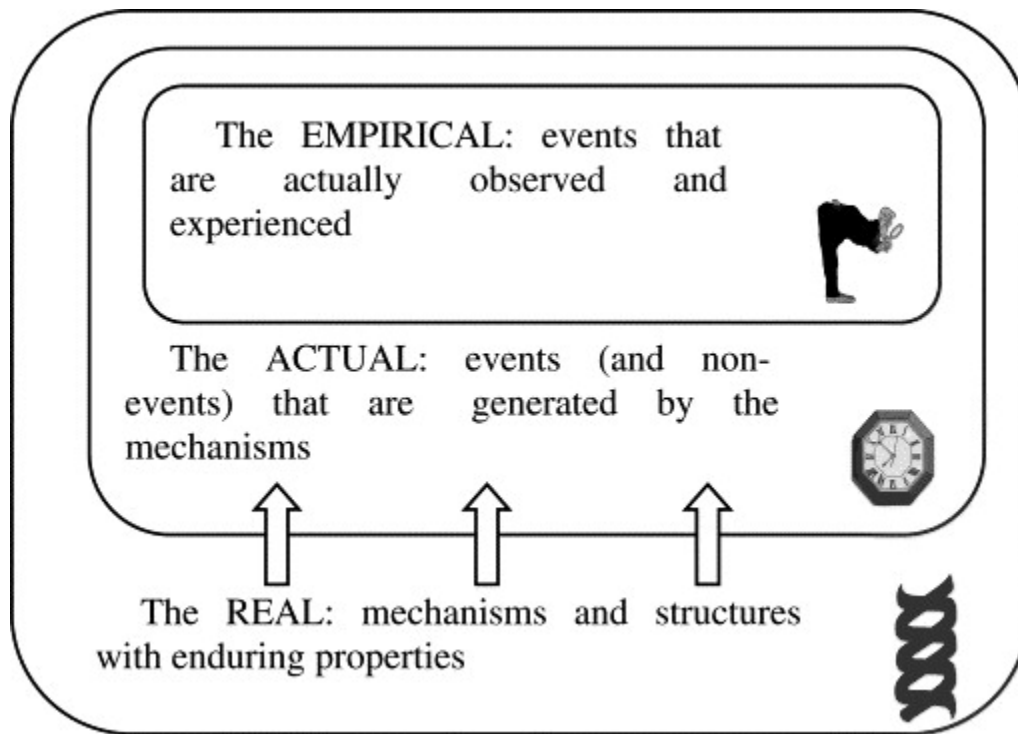 The EMPIRICAL: events that
are actually observed and
experienced
The ACTUAL: events (and non-
events) that are generated by the
mechanisms
The REAL: mechanisms and structures
with enduring properties